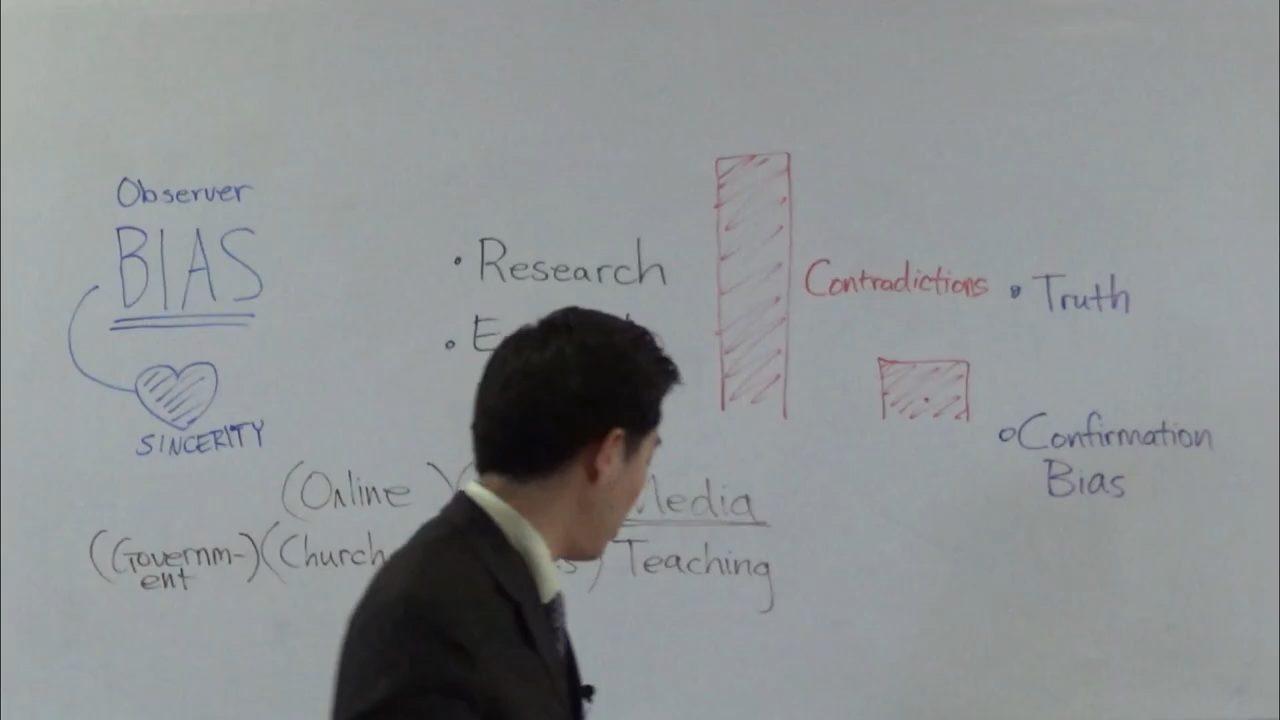 Observer
BIAS
SINCERITY
• Research
•
Contradictions
• Truth
Confirmation
Bias
(Online ) (
Media
(Governm-) (Church
ent
) Teaching